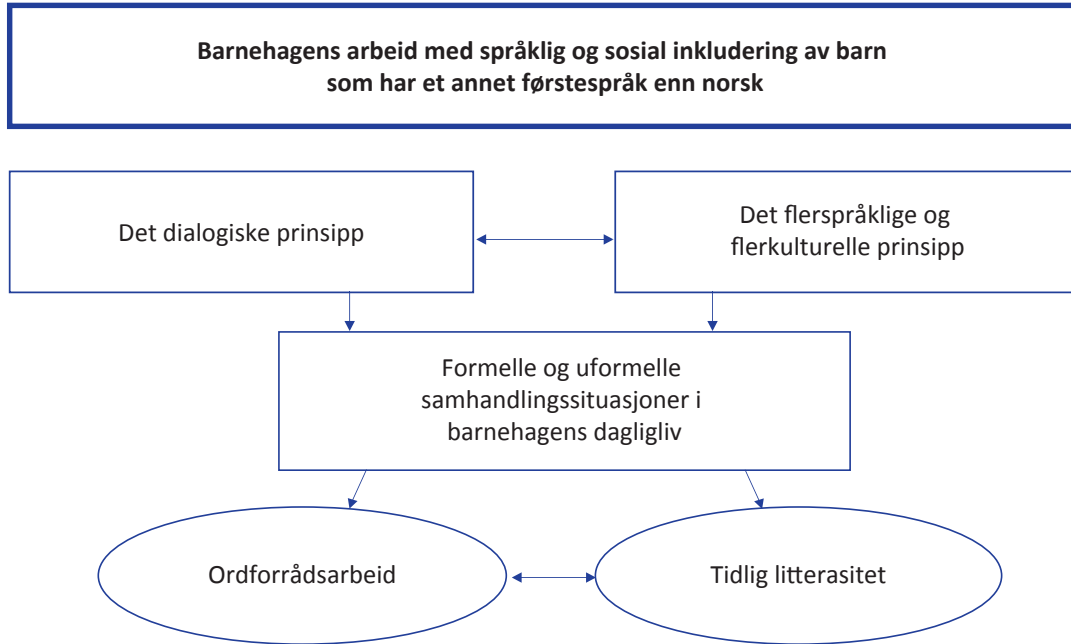 Barnehagens arbeid med språklig og sosial inkludering av barn
som har et annet førstespråk enn norsk
Det dialogiske prinsipp
Det flerspråklige og
flerkulturelle prinsipp
Formelle og uformelle
samhandlingssituasjoner i
barnehagens dagligliv
Ordforrådsarbeid
Tidlig litterasitet